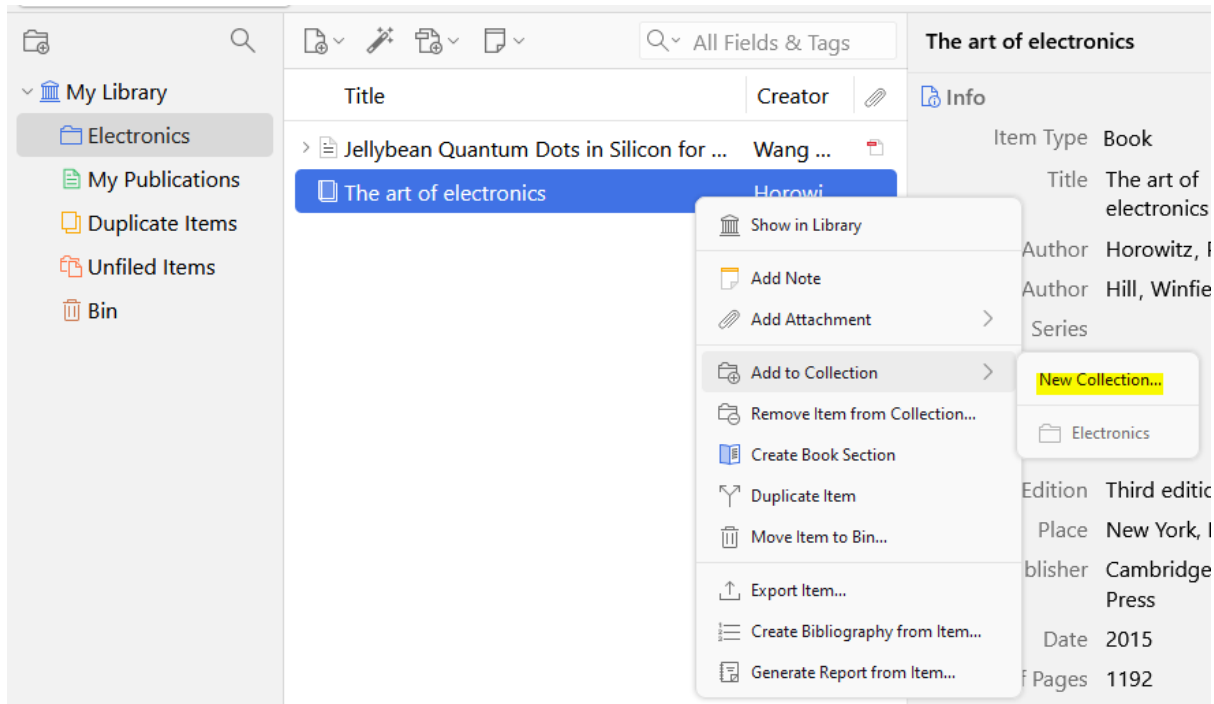 All Fields & Tags
The art of electronics
My Library
Electronics
My Publications
Duplicate Items
Unfiled Items
Bin
Title Creator
Jellybean Quantum Dots in Silicon for ... Wang ...
The art of electronics Horowi
Show in Library
Add Note
Add Attachment
Add to Collection
Remove Item from Collection...
Create Book Section
Duplicate Item
Move Item to Bin...
Export Item...
Create Bibliography from Item...
Generate Report from Item...
New Collection...
Electronics
Info
Item Type Book
Title The art of
electronics
Author Horowitz, P
Author Hill, Winfie
Series
Edition Third editio
Place New York,
blisher Cambridge
Press
Date 2015
f Pages 1192